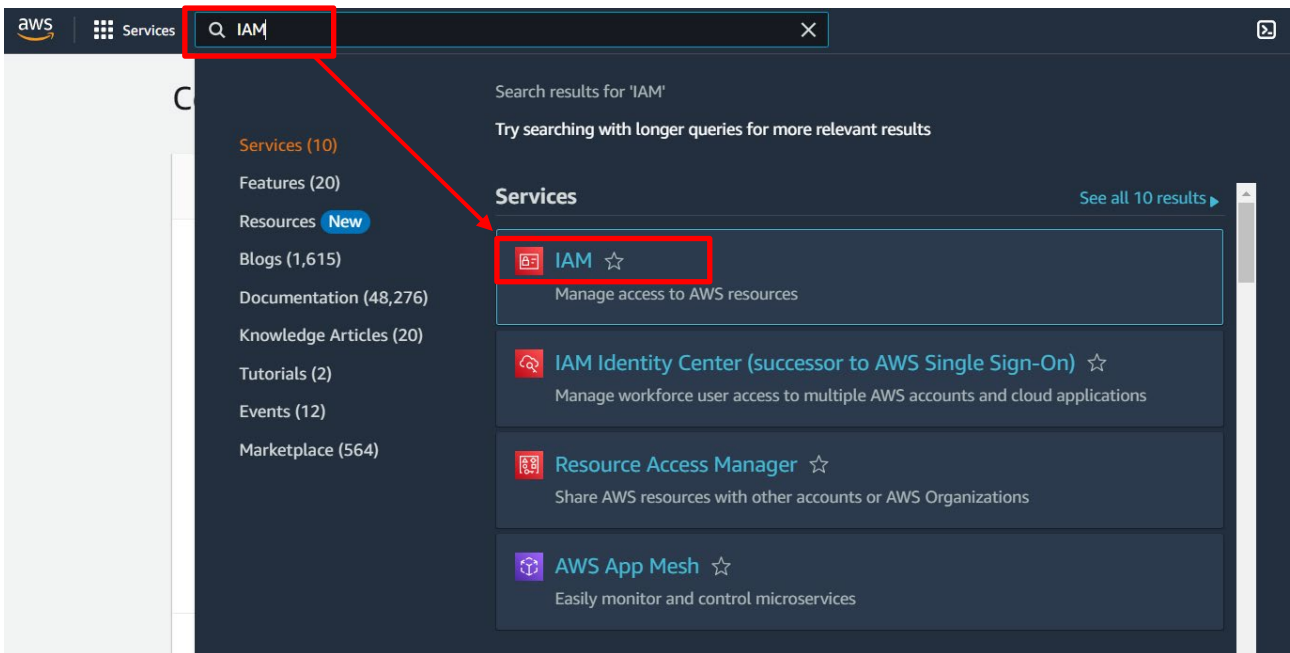 aws
Services
IAM
C
Search results for 'IAM'
Try searching with longer queries for more relevant results
Services (10)
Features (20)
Resources New
Blogs (1,615)
Documentation (48,276)
Knowledge Articles (20)
Tutorials (2)
Events (12)
Marketplace (564)
Services
See all 10 results
IAM
Manage access to AWS resources
IAM Identity Center (successor to AWS Single Sign-On)
Manage workforce user access to multiple AWS accounts and cloud applications
Resource Access Manager
Share AWS resources with other accounts or AWS Organizations
AWS App Mesh
Easily monitor and control microservices